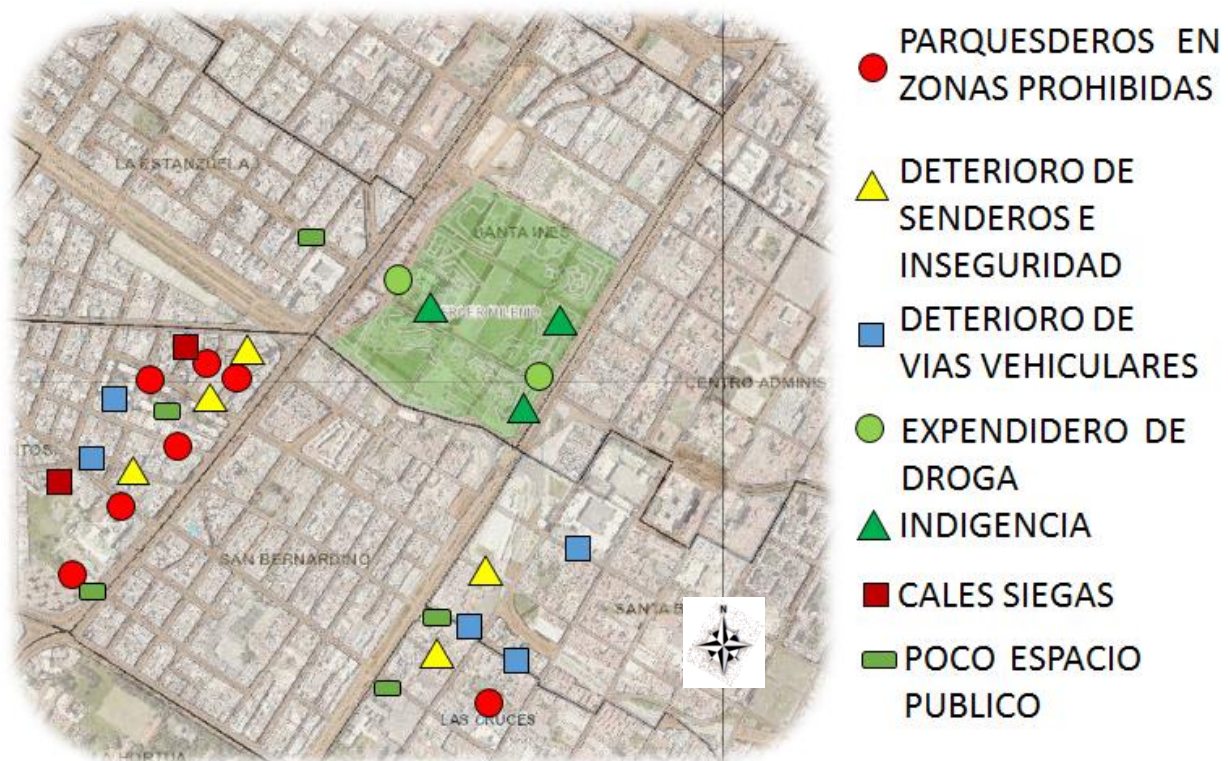 PARQUESDEROS EN
ZONAS PROHIBIDAS
DETERIORO DE
SENDEROS E
INSEGURIDAD
DETERIORO DE
VIAS VEHICULARES
EXPENDIDERO DE
DROGA
INDIGENCIA
CALES SIEGAS
POCO ESPACIO
PUBLICO
LA ESTANZUELA
SANTA INES
CENTRO ADMINIS
SAN BERNARDINO
LAS CRUCES
N